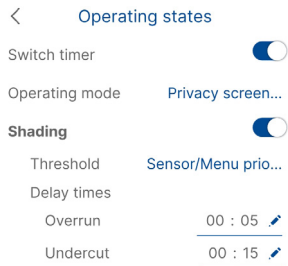 Operating states
Switch timer
Operating mode Privacy screen...
Shading
Threshold Sensor/Menu prio...
Delay times
Overrun 00 : 05
Undercut 00 : 15